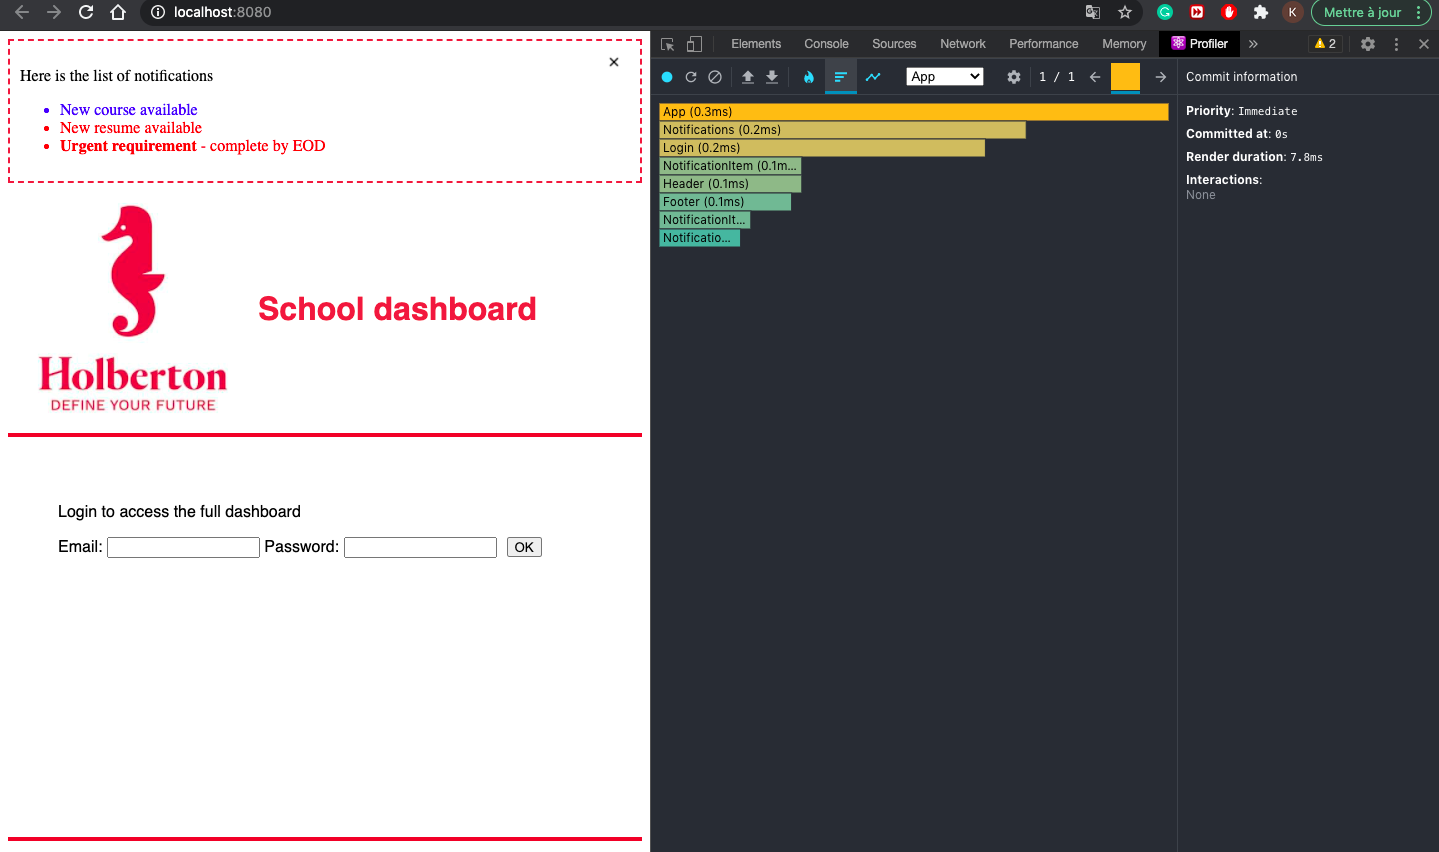 localhost:8080
K
Mettre à jour
Here is the list of notifications
New course available
New resume available
Urgent requirement - complete by EOD
School dashboard
Holberton
DEFINE YOUR FUTURE
Login to access the full dashboard
Email:
Password:
OK
Elements Console Sources Network Performance Memory Profiler » 2
App
1 / 1
Commit information
App (0.3ms)
Notifications (0.2ms)
Login (0.2ms)
NotificationItem (0.1m...
Header (0.1ms)
Footer (0.1ms)
NotificationIt...
Notificatio...
Priority: Immediate
Committed at: 0s
Render duration: 7.8ms
Interactions:
None